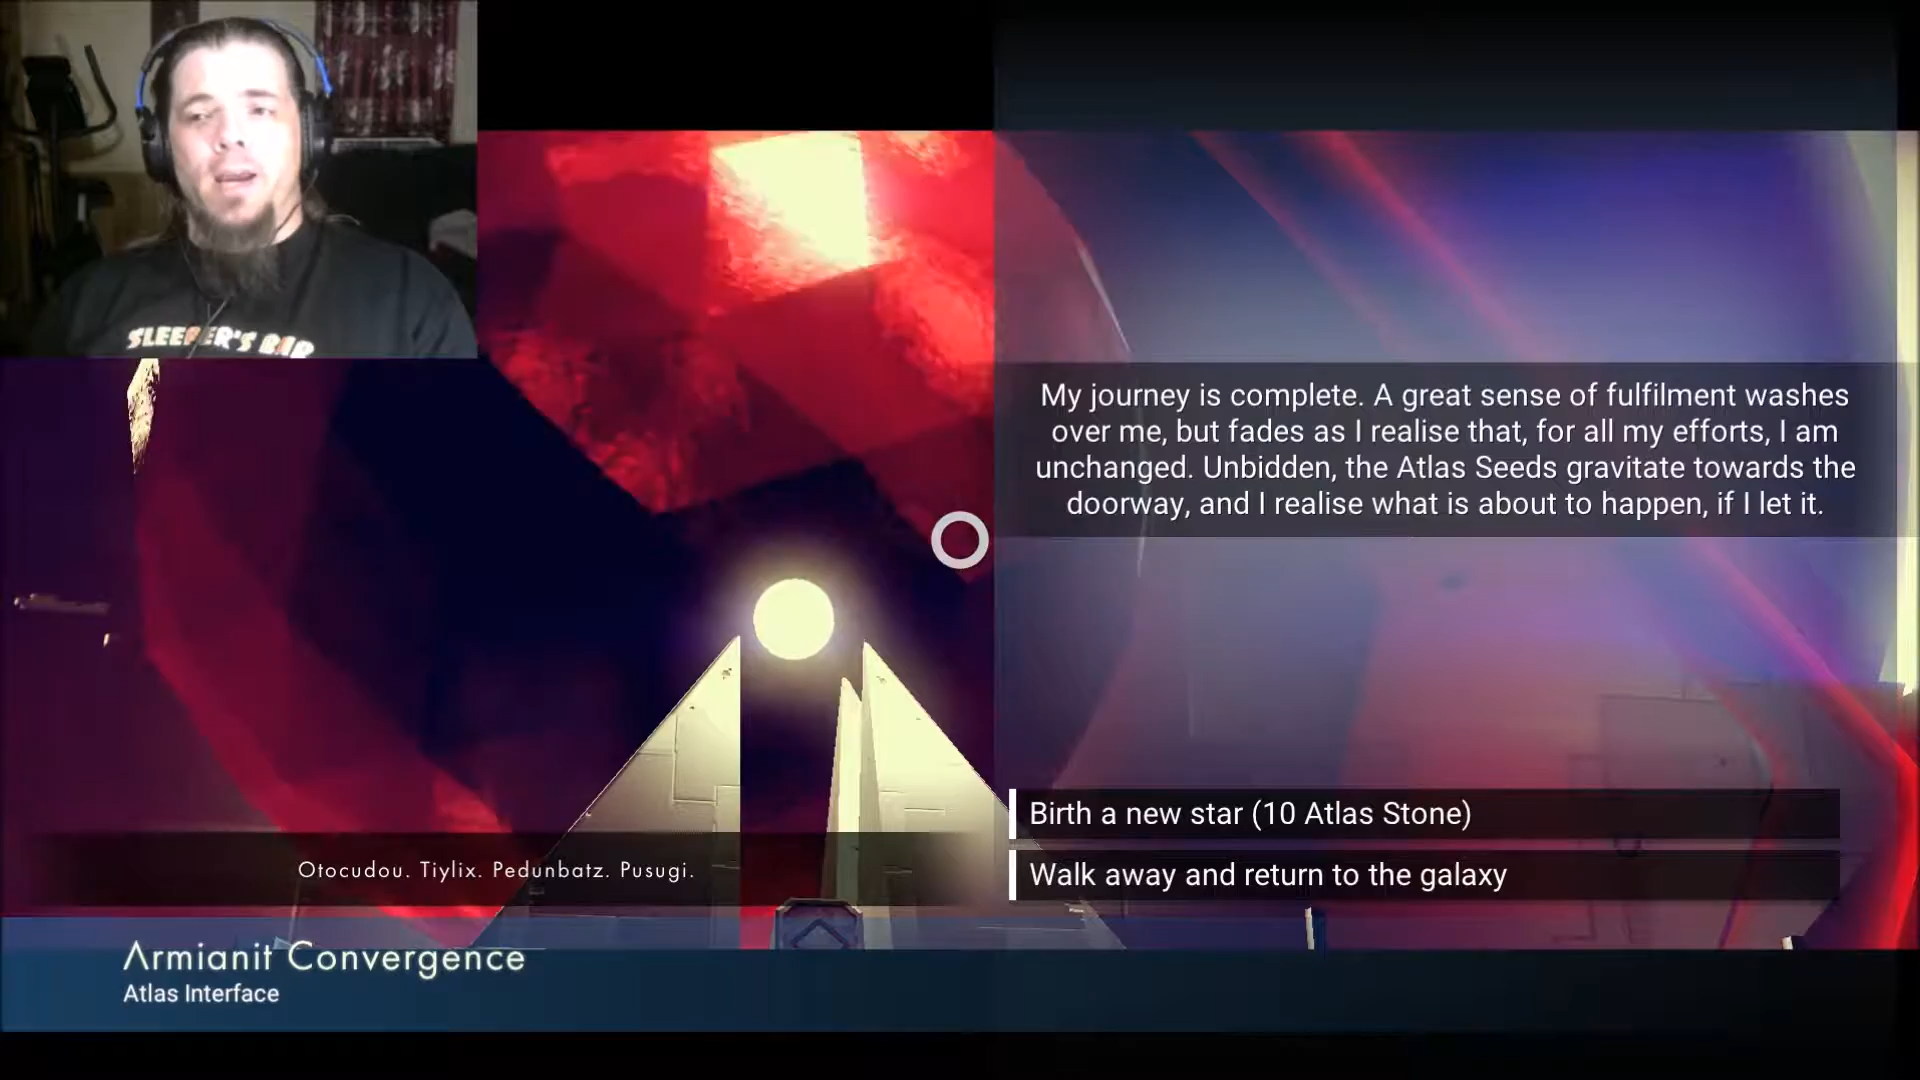 SLEEPER'S BAR
My journey is complete. A great sense of fulfilment washes
over me, but fades as I realise that, for all my efforts, I am
unchanged. Unbidden, the Atlas Seeds gravitate towards the
doorway, and I realise what is about to happen, if I let it.
Birth a new star (10 Atlas Stone)
Walk away and return to the galaxy
Otocudou. Tiylix. Pedunbatz. Pusugi.
Armianit Convergence
Atlas Interface